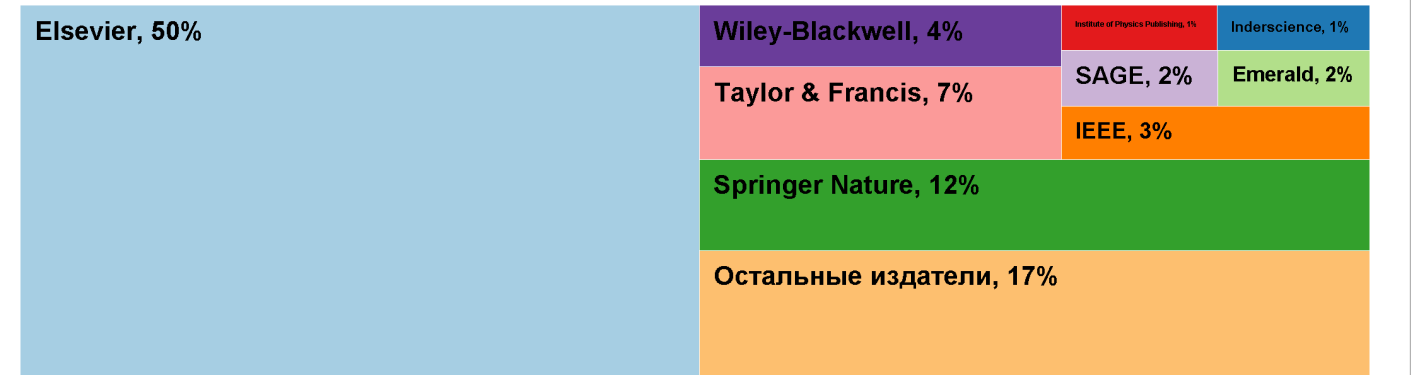 Elsevier, 50%
Wiley-Blackwell, 4%
Institute of Physics Publishing, 1%
Inderscience, 1%
Taylor & Francis, 7%
SAGE, 2%
Emerald, 2%
IEEE, 3%
Springer Nature, 12%
Остальные издатели, 17%